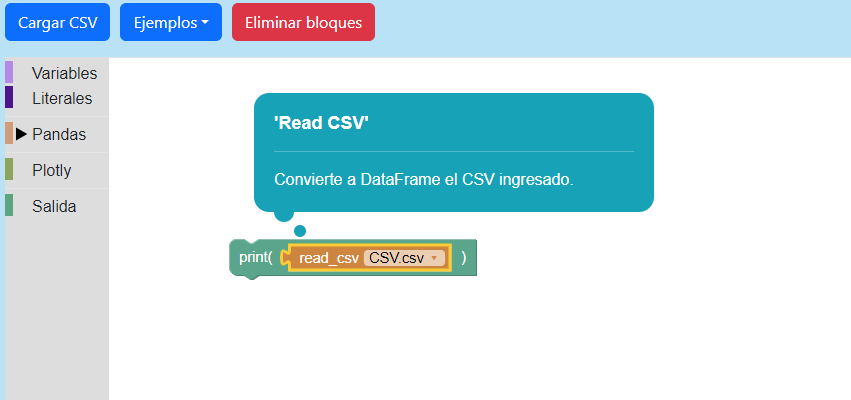 Cargar CSV Ejemplos Eliminar bloques
Variables
Literales
Pandas
Plotly
Salida
'Read CSV'
Convierte a DataFrame el CSV ingresado.
print( read_csv CSV.csv )